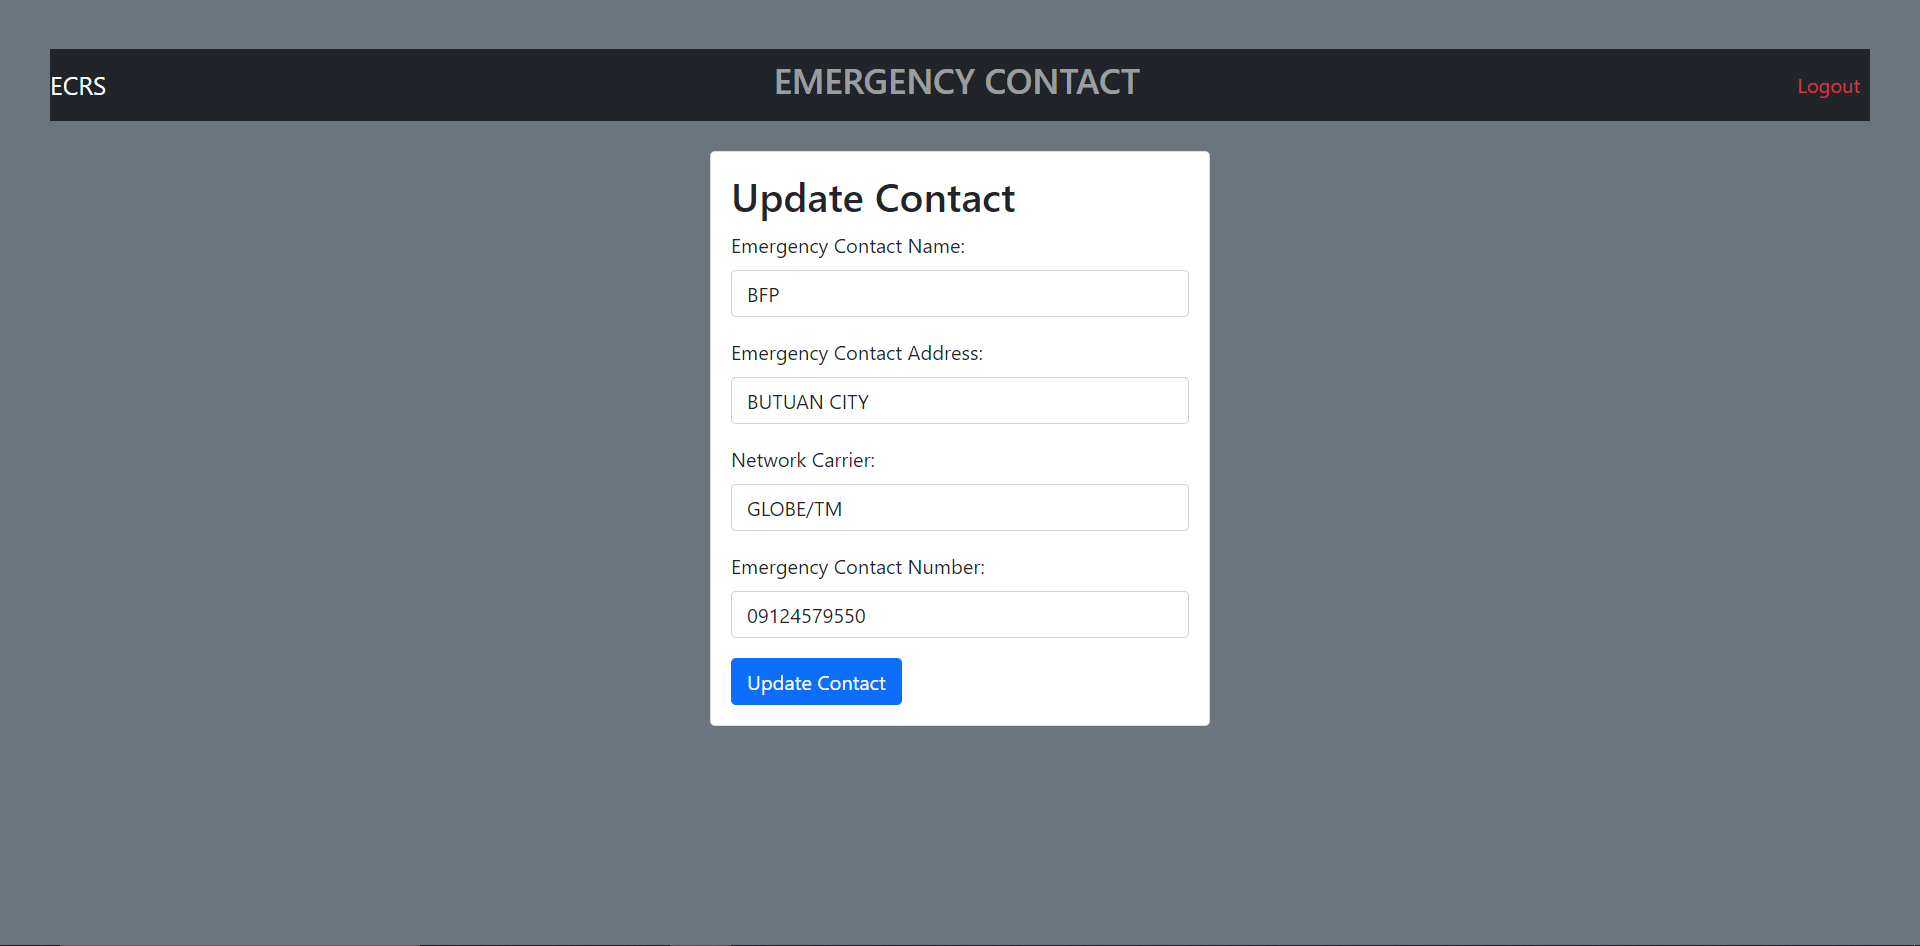 ECRS
EMERGENCY CONTACT
Logout
Update Contact
Emergency Contact Name:
BFP
Emergency Contact Address:
BUTUAN CITY
Network Carrier:
GLOBE/TM
Emergency Contact Number:
09124579550
Update Contact